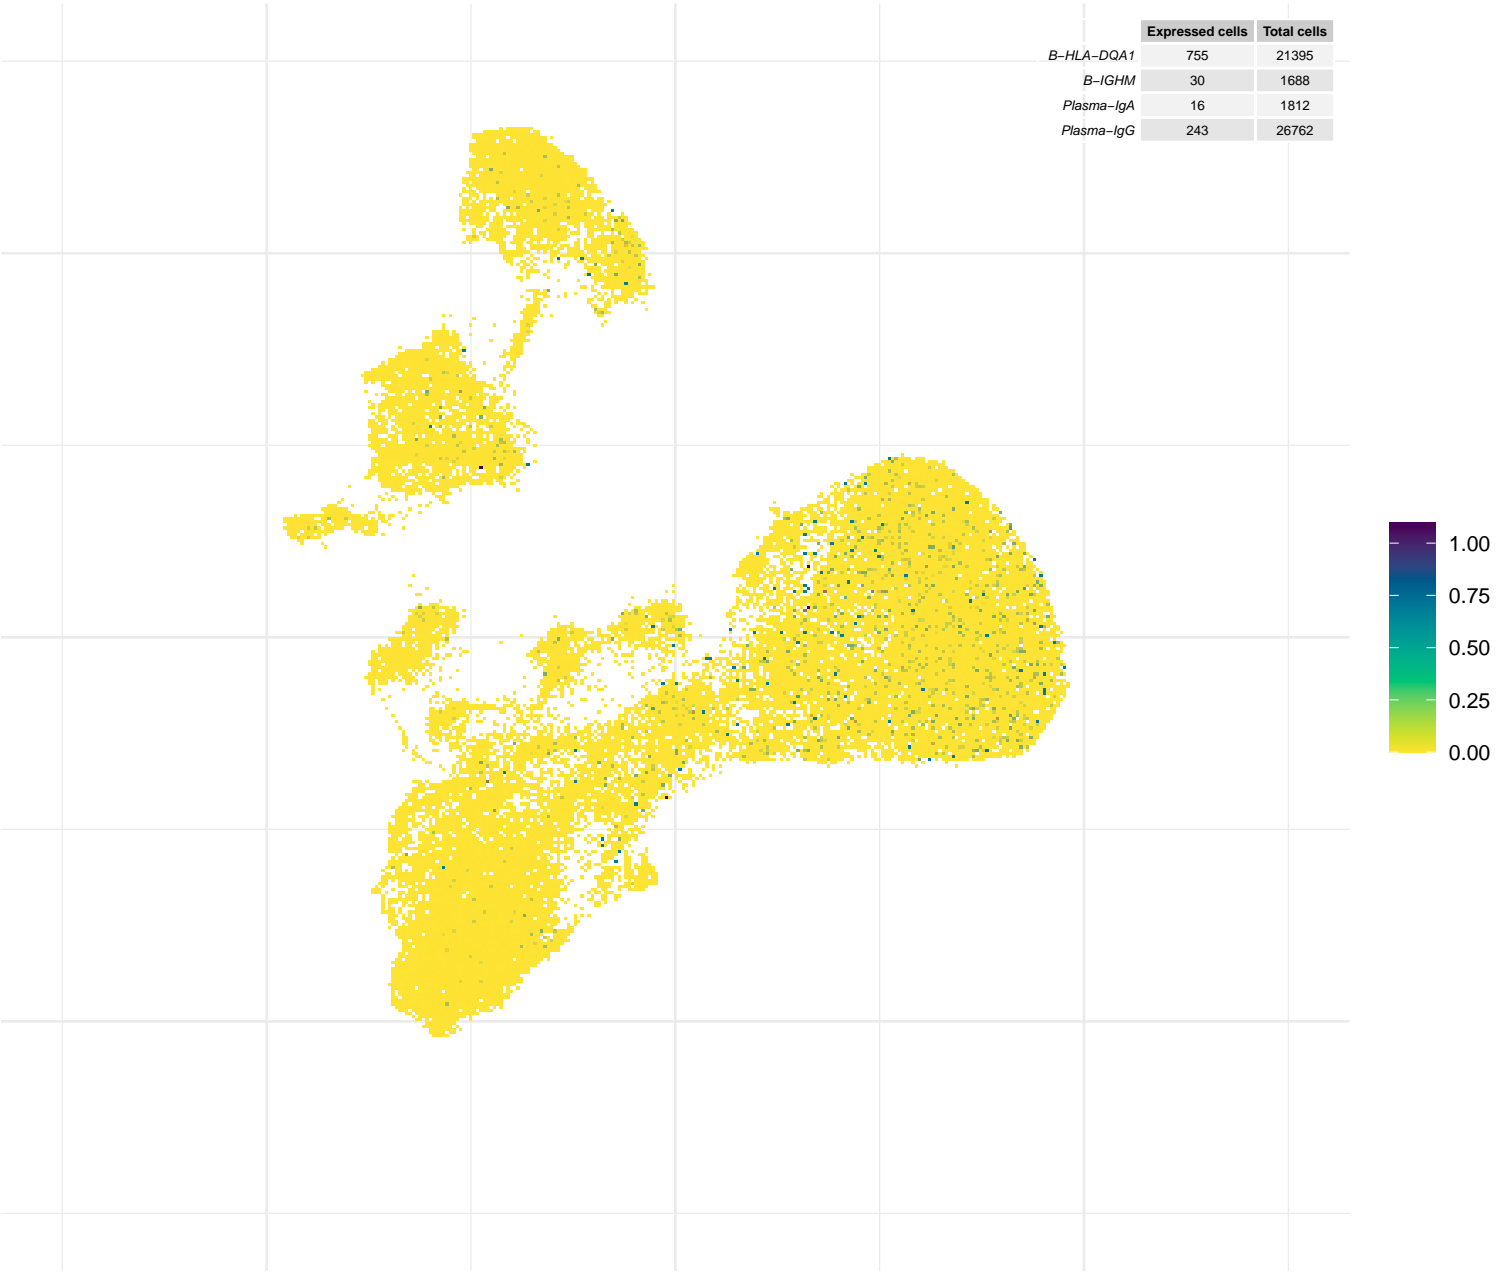 Expressed cells Total cells
B−HLA−DQA1 755 21395
B−IGHM 30 1688
Plasma−IgA 16 1812
Plasma−IgG 243 26762
1.00
0.75
0.50
0.25
0.00